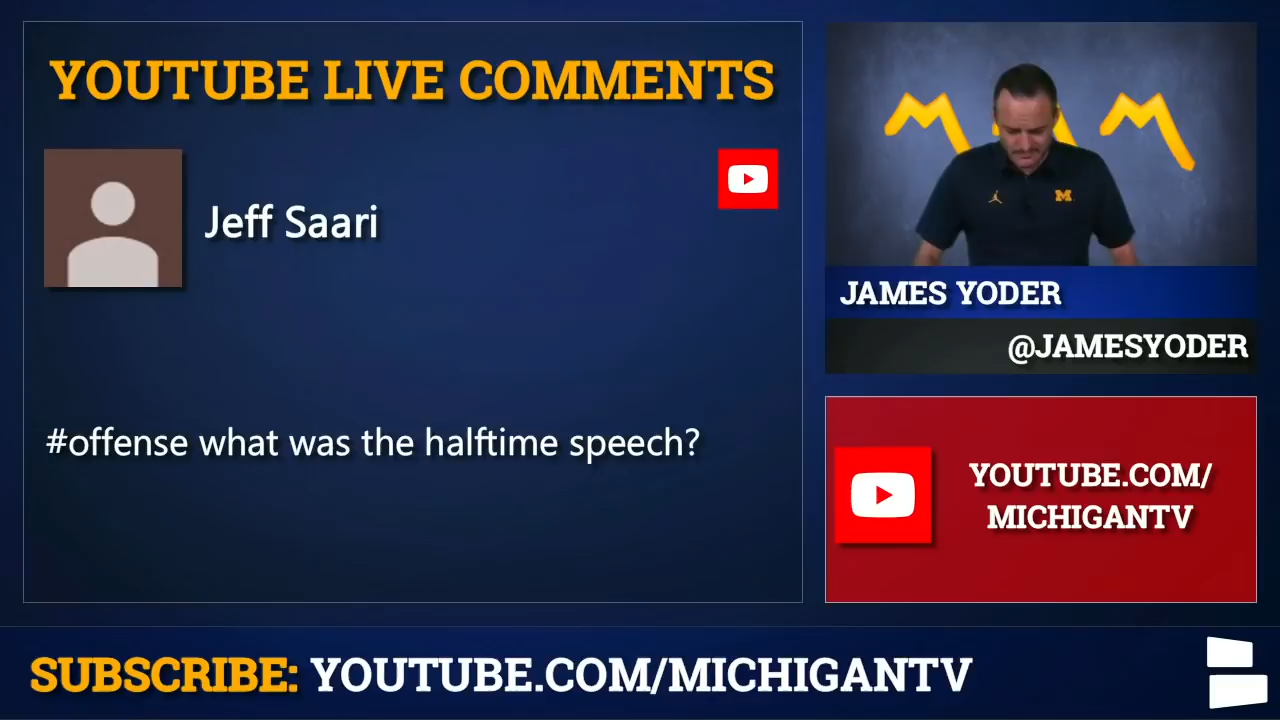 YOUTUBE LIVE COMMENTS
Jeff Saari
#offense what was the halftime speech?
M
JAMES YODER
@JAMESYODER
YOUTUBE.COM/
MICHIGANTV
SUBSCRIBE: YOUTUBE.COM/MICHIGANTV